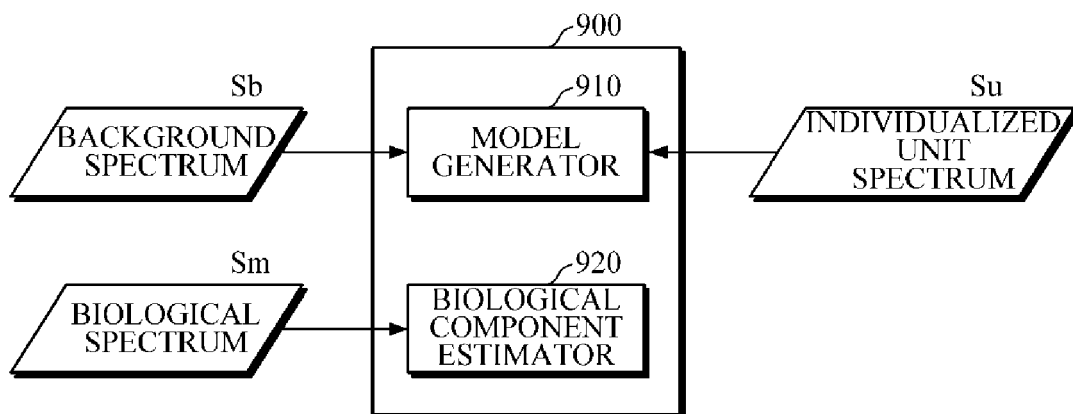 900
Sb
910
Su
BACKGROUND
SPECTRUM
MODEL
GENERATOR
INDIVIDUALIZED
UNIT
SPECTRUM
Sm
920
BIOLOGICAL
SPECTRUM
BIOLOGICAL
COMPONENT
ESTIMATOR